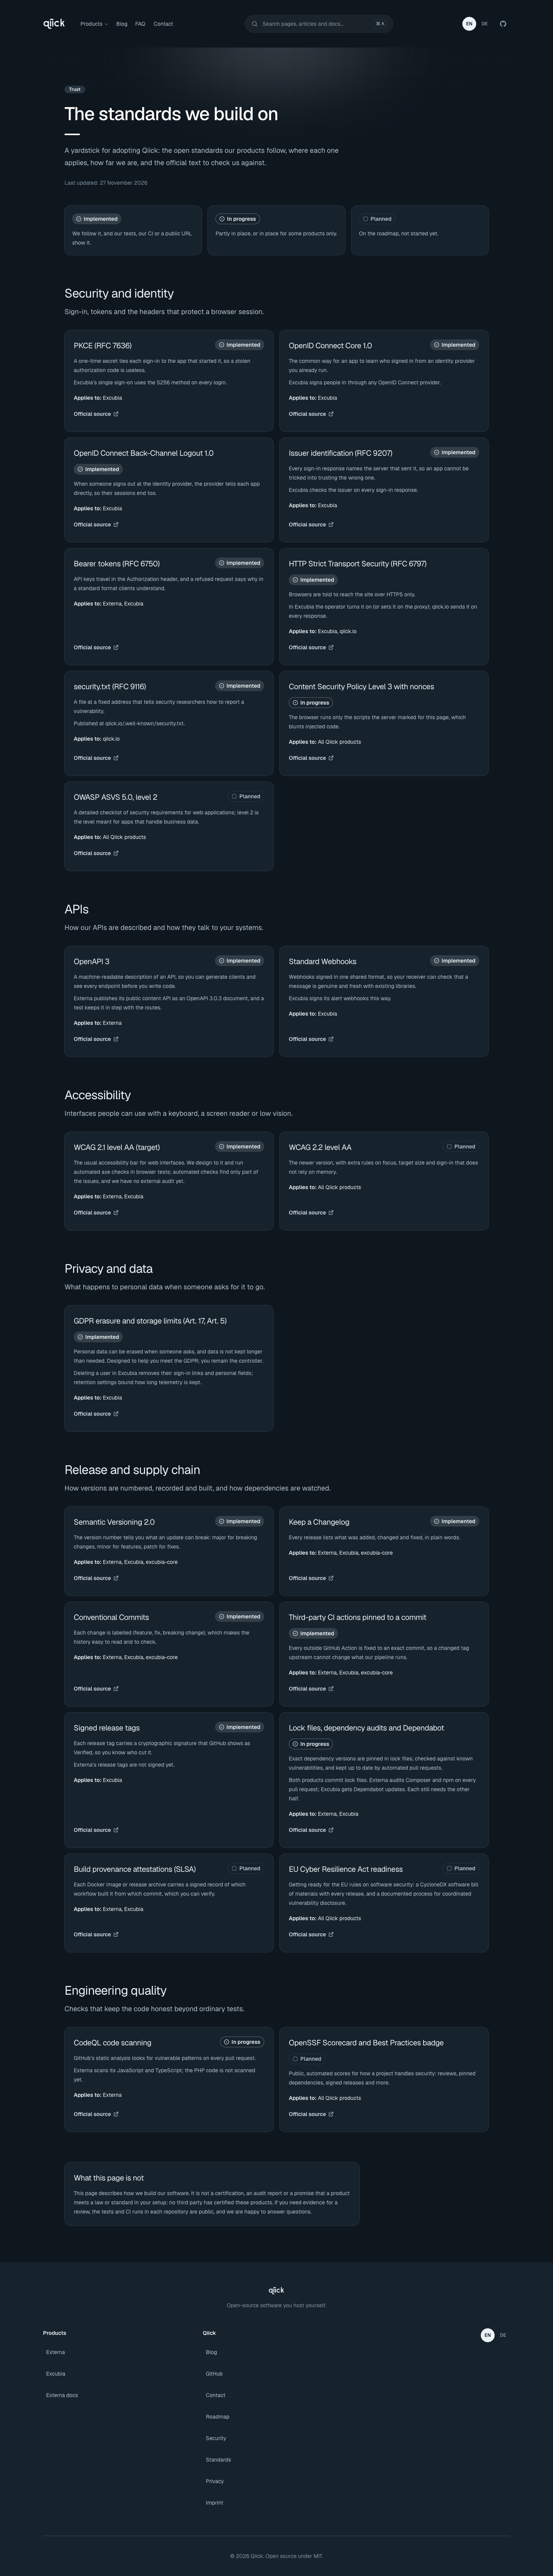 qiick
Products
Blog
FAQ
Contact
Search pages, articles and docs...
⌘ K
EN
DE
Trust
The standards we build on
A yardstick for adopting Qiick: the open standards our products follow, where each one
applies, how far we are, and the official text to check us against.
Last updated: 27 November 2026
Implemented
We follow it, and our tests, our CI or a public URL
show it.
In progress
Partly in place, or in place for some products only.
Planned
On the roadmap, not started yet.
Security and identity
Sign-in, tokens and the headers that protect a browser session.
PKCE (RFC 7636)
Implemented
A one-time secret ties each sign-in to the app that started it, so a stolen
authorization code is useless.
Excubia's single sign-on uses the S256 method on every login.
Applies to: Excubia
Official source
OpenID Connect Core 1.0
Implemented
The common way for an app to learn who signed in from an identity provider
you already run.
Excubia signs people in through any OpenID Connect provider.
Applies to: Excubia
Official source
OpenID Connect Back-Channel Logout 1.0
Implemented
When someone signs out at the identity provider, the provider tells each app
directly, so their sessions end too.
Applies to: Excubia
Official source
Issuer identification (RFC 9207)
Implemented
Every sign-in response names the server that sent it, so an app cannot be
tricked into trusting the wrong one.
Excubia checks the issuer on every sign-in response.
Applies to: Excubia
Official source
Bearer tokens (RFC 6750)
Implemented
API keys travel in the Authorization header, and a refused request says why in
a standard format clients understand.
Applies to: Externa, Excubia
Official source
HTTP Strict Transport Security (RFC 6797)
Implemented
Browsers are told to reach the site over HTTPS only.
In Excubia the operator turns it on (or sets it on the proxy); qiick.io sends it on
every response.
Applies to: Excubia, qiick.io
Official source
security.txt (RFC 9116)
Implemented
A file at a fixed address that tells security researchers how to report a
vulnerability.
Published at qiick.io/.well-known/security.txt.
Applies to: qiick.io
Official source
Content Security Policy Level 3 with nonces
In progress
The browser runs only the scripts the server marked for this page, which
blunts injected code.
Applies to: All Qiick products
Official source
OWASP ASVS 5.0, level 2
Planned
A detailed checklist of security requirements for web applications; level 2 is
the level meant for apps that handle business data.
Applies to: All Qiick products
Official source
APIs
How our APIs are described and how they talk to your systems.
OpenAPI 3
Implemented
A machine-readable description of an API, so you can generate clients and
see every endpoint before you write code.
Externa publishes its public content API as an OpenAPI 3.0.3 document, and a
test keeps it in step with the routes.
Applies to: Externa
Official source
Standard Webhooks
Implemented
Webhooks signed in one shared format, so your receiver can check that a
message is genuine and fresh with existing libraries.
Excubia signs its alert webhooks this way.
Applies to: Excubia
Official source
Accessibility
Interfaces people can use with a keyboard, a screen reader or low vision.
WCAG 2.1 level AA (target)
Implemented
The usual accessibility bar for web interfaces. We design to it and run
automated axe checks in browser tests; automated checks find only part of
the issues, and we have no external audit yet.
Applies to: Externa, Excubia
Official source
WCAG 2.2 level AA
Planned
The newer version, with extra rules on focus, target size and sign-in that does
not rely on memory.
Applies to: All Qiick products
Official source
Privacy and data
What happens to personal data when someone asks for it to go.
GDPR erasure and storage limits (Art. 17, Art. 5)
Implemented
Personal data can be erased when someone asks, and data is not kept longer
than needed. Designed to help you meet the GDPR; you remain the controller.
Deleting a user in Excubia removes their sign-in links and personal fields;
retention settings bound how long telemetry is kept.
Applies to: Excubia
Official source
Release and supply chain
How versions are numbered, recorded and built, and how dependencies are watched.
Semantic Versioning 2.0
Implemented
The version number tells you what an update can break: major for breaking
changes, minor for features, patch for fixes.
Applies to: Externa, Excubia, excubia-core
Official source
Keep a Changelog
Implemented
Every release lists what was added, changed and fixed, in plain words.
Applies to: Externa, Excubia, excubia-core
Official source
Conventional Commits
Implemented
Each change is labelled (feature, fix, breaking change), which makes the
history easy to read and to check.
Applies to: Externa, Excubia, excubia-core
Official source
Third-party CI actions pinned to a commit
Implemented
Every outside GitHub Action is fixed to an exact commit, so a changed tag
upstream cannot change what our pipeline runs.
Applies to: Externa, Excubia, excubia-core
Official source
Signed release tags
Implemented
Each release tag carries a cryptographic signature that GitHub shows as
Verified, so you know who cut it.
Externa's release tags are not signed yet.
Applies to: Excubia
Official source
Lock files, dependency audits and Dependabot
In progress
Exact dependency versions are pinned in lock files, checked against known
vulnerabilities, and kept up to date by automated pull requests.
Both products commit lock files. Externa audits Composer and npm on every
pull request; Excubia gets Dependabot updates. Each still needs the other
half.
Applies to: Externa, Excubia
Official source
Build provenance attestations (SLSA)
Planned
Each Docker image or release archive carries a signed record of which
workflow built it from which commit, which you can verify.
Applies to: Externa, Excubia
Official source
EU Cyber Resilience Act readiness
Planned
Getting ready for the EU rules on software security: a CycloneDX software bill
of materials with every release, and a documented process for coordinated
vulnerability disclosure.
Applies to: All Qiick products
Official source
Engineering quality
Checks that keep the code honest beyond ordinary tests.
CodeQL code scanning
In progress
GitHub's static analysis looks for vulnerable patterns on every pull request.
Externa scans its JavaScript and TypeScript; the PHP code is not scanned
yet.
Applies to: Externa
Official source
OpenSSF Scorecard and Best Practices badge
Planned
Public, automated scores for how a project handles security: reviews, pinned
dependencies, signed releases and more.
Applies to: All Qiick products
Official source
What this page is not
This page describes how we build our software. It is not a certification, an audit report or a promise that a product
meets a law or standard in your setup: no third party has certified these products. If you need evidence for a
review, the tests and CI runs in each repository are public, and we are happy to answer questions.
qiick
Open-source software you host yourself.
Products
Externa
Excubia
Externa docs
Qiick
Blog
GitHub
Contact
Roadmap
Security
Standards
Privacy
Imprint
EN
DE
© 2026 Qiick. Open source under MIT.